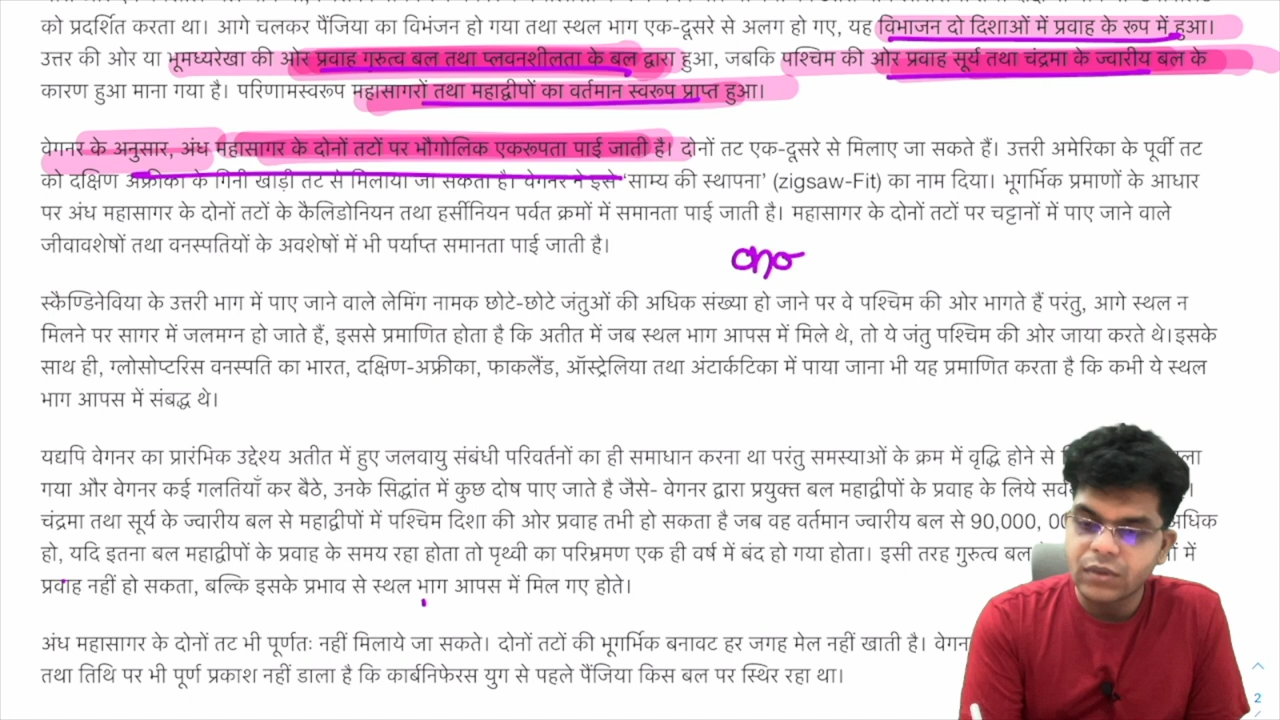 को प्रदर्शित करता था। आगे चलकर पैंजिया का विभंजन हो गया तथा स्थल भाग एक-दूसरे से अलग हो गए, यह विभाजन दो दिशाओं में प्रवाह के रूप में हुआ।
उत्तर की ओर या भूमध्यरेखा की ओर प्रवाह गुरुत्व बल तथा प्लवनशीलता के बल द्वारा हुआ, जबकि पश्चिम की ओर प्रवाह सूर्य तथा चंद्रमा के ज्वारीय बल के
कारण हुआ माना गया है। परिणामस्वरूप महासागरों तथा महाद्वीपों का वर्तमान स्वरूप प्राप्त हुआ।
वेगनर के अनुसार, अंध महासागर के दोनों तटों पर भौगोलिक एकरूपता पाई जाती है। दोनों तट एक-दूसरे से मिलाए जा सकते हैं। उत्तरी अमेरिका के पूर्वी तट
को दक्षिण अफ्रीका के गिनी खाड़ी तट से मिलाया जा सकता है। वेगनर ने इसे ‘साम्य की स्थापना’ (zigsaw-Fit) का नाम दिया। भूगर्भिक प्रमाणों के आधार
पर अंध महासागर के दोनों तटों के कैलिडोनियन तथा हर्सीनियन पर्वत क्रमों में समानता पाई जाती है। महासागर के दोनों तटों पर चट्टानों में पाए जाने वाले
जीवावशेषों तथा वनस्पतियों के अवशेषों में भी पर्याप्त समानता पाई जाती है।
स्कैण्डिनेविया के उत्तरी भाग में पाए जाने वाले लेमिंग नामक छोटे-छोटे जंतुओं की अधिक संख्या हो जाने पर वे पश्चिम की ओर भागते हैं परंतु, आगे स्थल न
मिलने पर सागर में जलमग्न हो जाते हैं, इससे प्रमाणित होता है कि अतीत में जब स्थल भाग आपस में मिले थे, तो ये जंतु पश्चिम की ओर जाया करते थे।इसके
साथ ही, ग्लोसोप्टरिस वनस्पति का भारत, दक्षिण-अफ्रीका, फाकलैंड, ऑस्ट्रेलिया तथा अंटार्कटिका में पाया जाना भी यह प्रमाणित करता है कि कभी ये स्थल
भाग आपस में संबद्ध थे।
यद्यपि वेगनर का प्रारंभिक उद्देश्य अतीत में हुए जलवायु संबंधी परिवर्तनों का ही समाधान करना था परंतु समस्याओं के क्रम में वृद्धि होने से
गया और वेगनर कई गलतियाँ कर बैठे, उनके सिद्धांत में कुछ दोष पाए जाते है जैसे- वेगनर द्वारा प्रयुक्त बल महाद्वीपों के प्रवाह के लिये
चंद्रमा तथा सूर्य के ज्वारीय बल से महाद्वीपों में पश्चिम दिशा की ओर प्रवाह तभी हो सकता है जब वह वर्तमान ज्वारीय बल से 90,000,
हो, यदि इतना बल महाद्वीपों के प्रवाह के समय रहा होता तो पृथ्वी का परिभ्रमण एक ही वर्ष में बंद हो गया होता। इसी तरह गुरुत्व बल में
प्रवाह नहीं हो सकता, बल्कि इसके प्रभाव से स्थल भाग आपस में मिल गए होते।
अंध महासागर के दोनों तट भी पूर्णतः नहीं मिलाये जा सकते। दोनों तटों की भूगर्भिक बनावट हर जगह मेल नहीं खाती है।
तथा तिथि पर भी पूर्ण प्रकाश नहीं डाला है कि कार्बनिफेरस युग से पहले पैंजिया किस बल पर स्थिर रहा था।
2